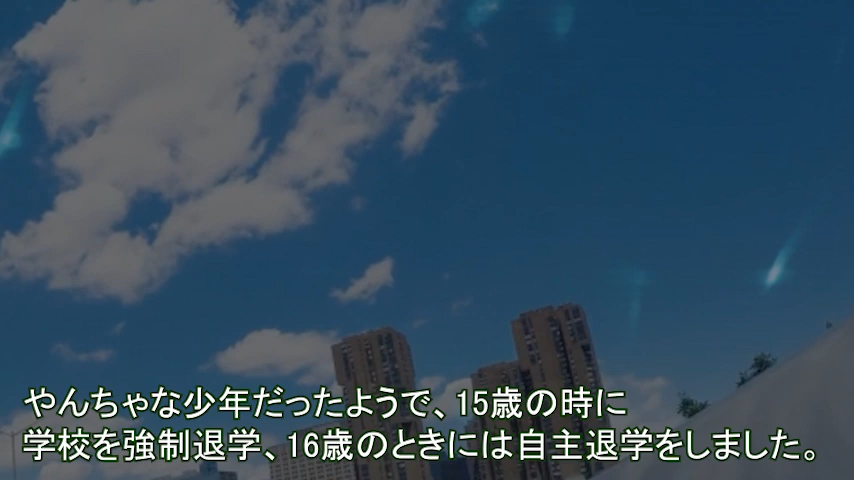 やんちゃな少年だったようで、15歳の時に
学校を強制退学、16歳のときには自主退学をしました。